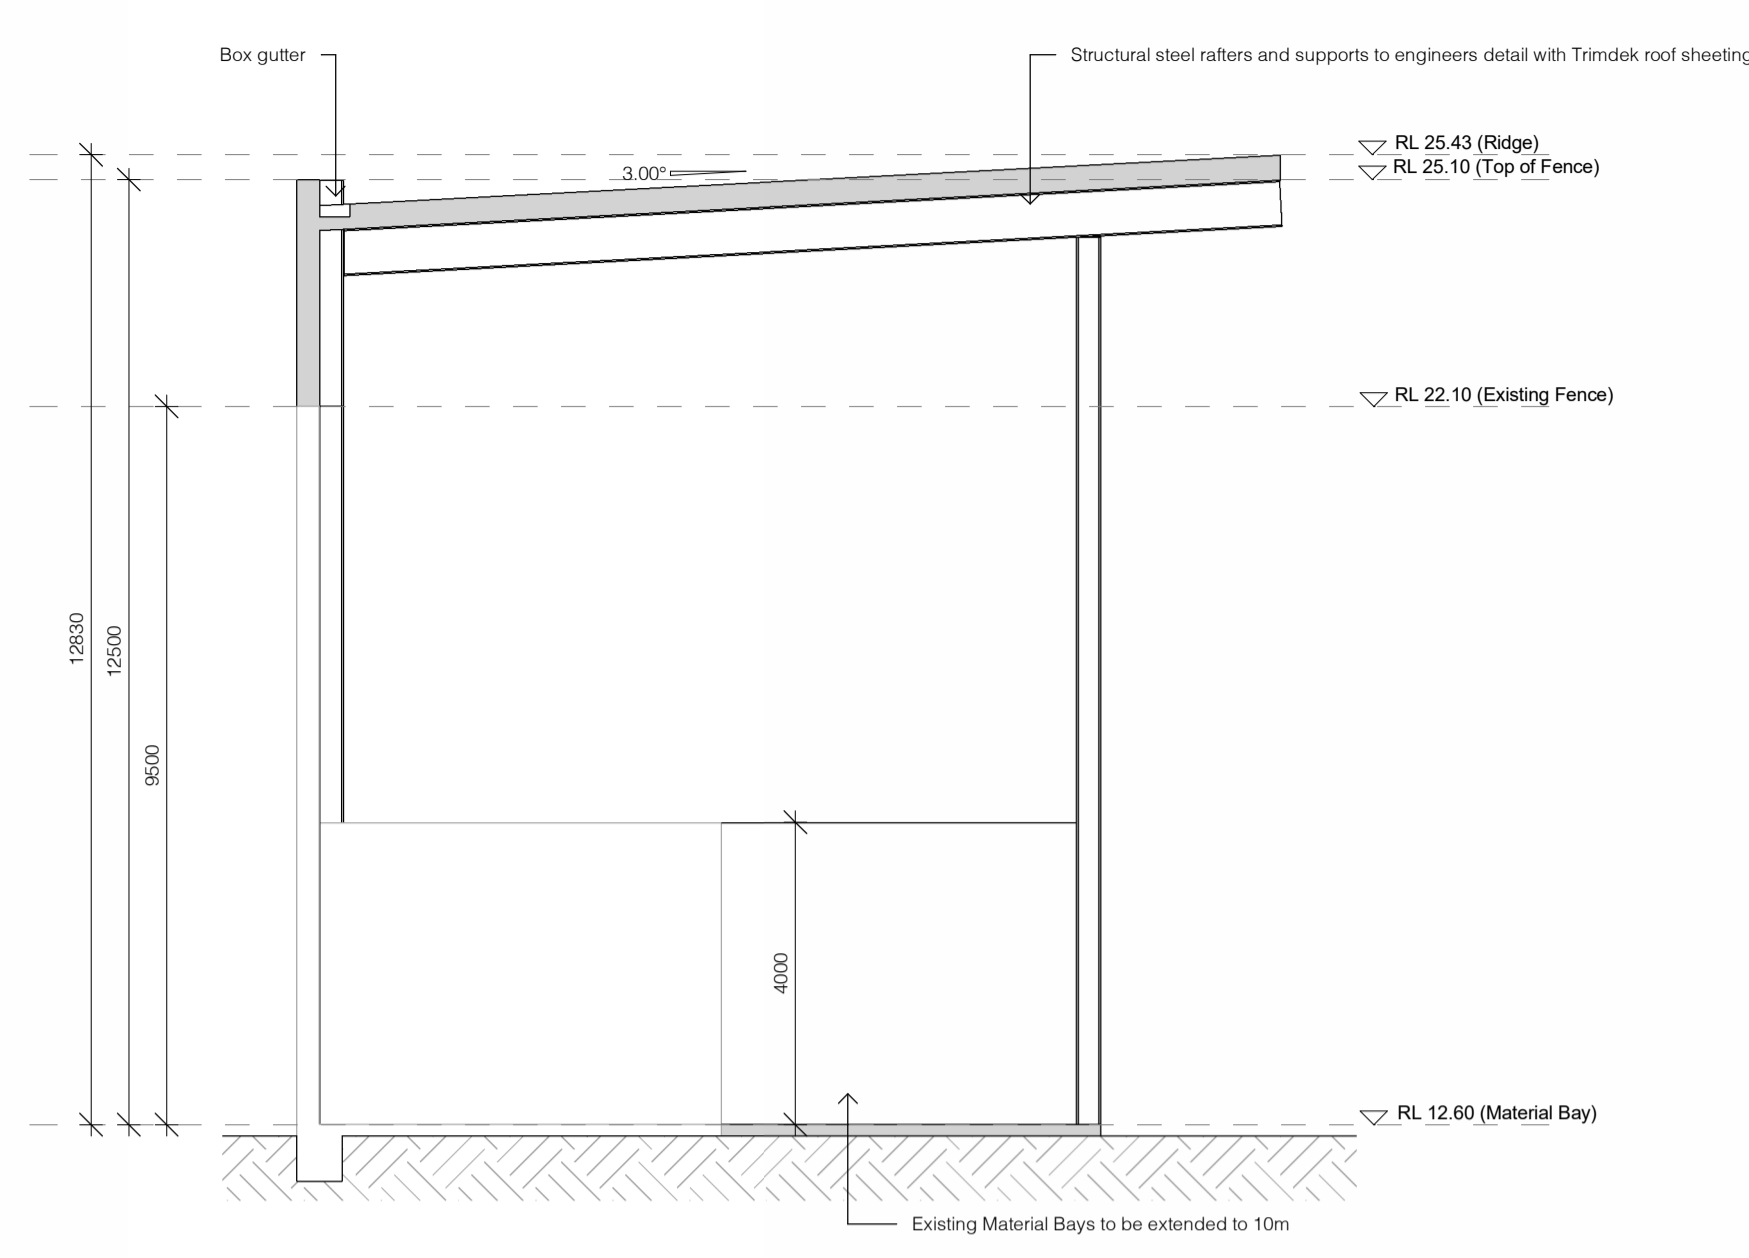 Box gutter
Structural steel rafters and supports to engineers detail with Trimdek roof sheeting
RL 25.43 (Ridge)
3.00°
RL 25.10 (Top of Fence)
RL 22.10 (Existing Fence)
12830
12500
9500
4000
RL 12.60 (Material Bay)
Existing Material Bays to be extended to 10m